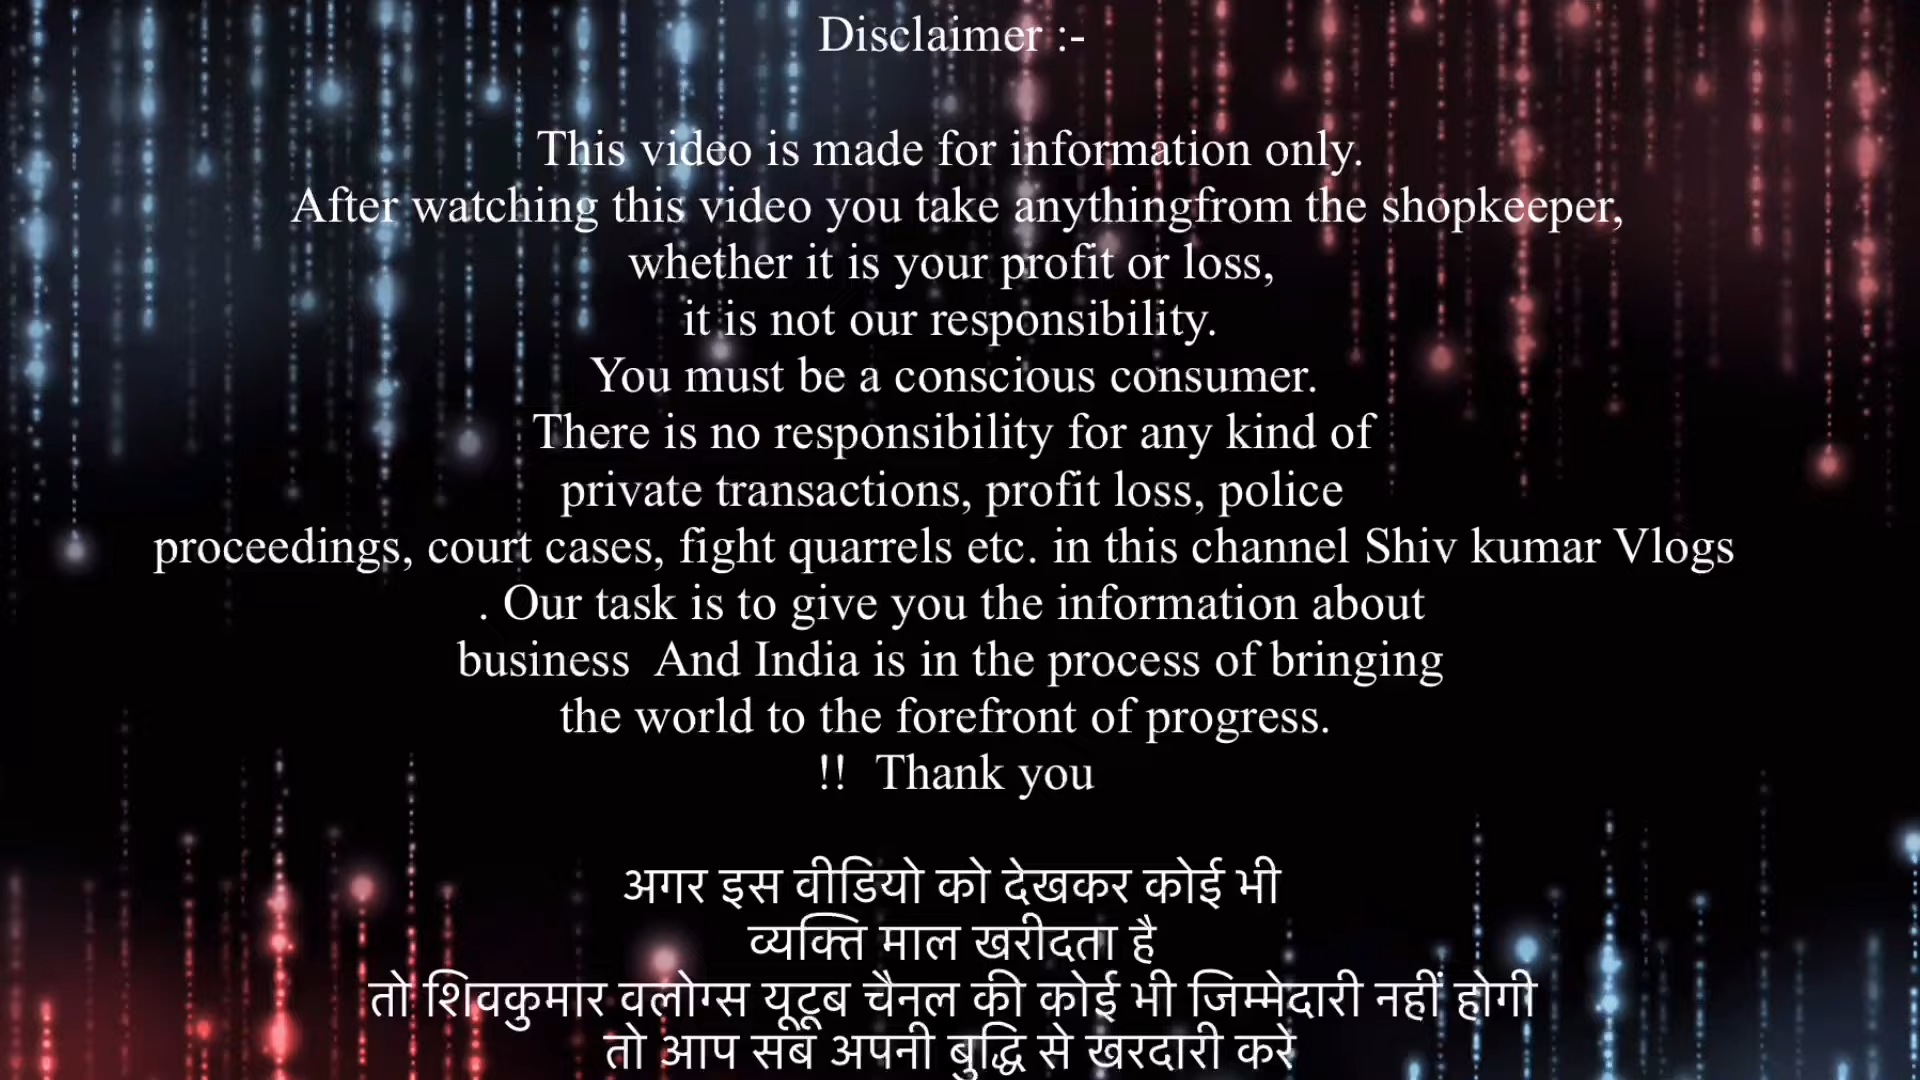 Disclaimer :-
This video is made for information only.
After watching this video you take anythingfrom the shopkeeper,
whether it is your profit or loss,
it is not our responsibility.
You must be a conscious consumer.
There is no responsibility for any kind of
private transactions, profit loss, police
proceedings, court cases, fight quarrels etc. in this channel Shiv kumar Vlogs
. Our task is to give you the information about
business  And India is in the process of bringing
the world to the forefront of progress.
!!  Thank you
अगर इस वीडियो को देखकर कोई भी
व्यक्ति माल खरीदता है
तो शिवकुमार वलोग्स यूटूब चैनल की कोई भी जिम्मेदारी नहीं होगी
तो आप सब अपनी बुद्धि से खरदारी करे